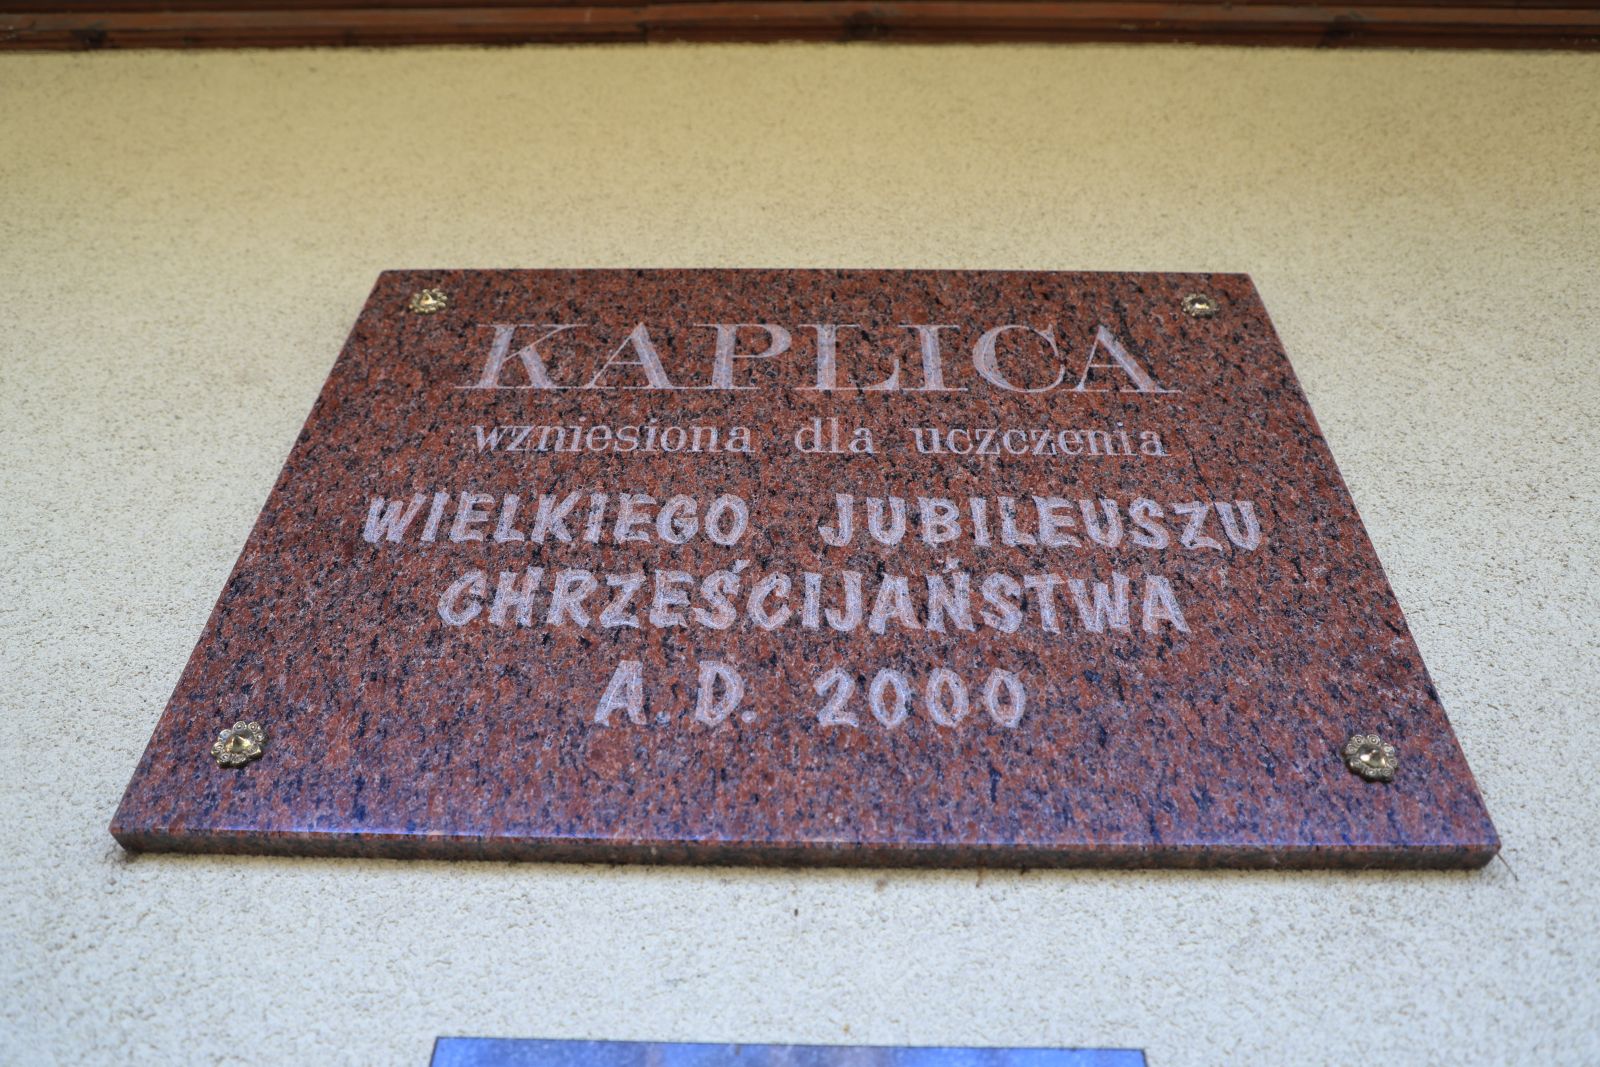 KAPLICA
wzniesiona dla uczczenia
WIELKIEGO JUBILEUSZU
CHRZEŚCIJAŃSTWA
A. D. 2000